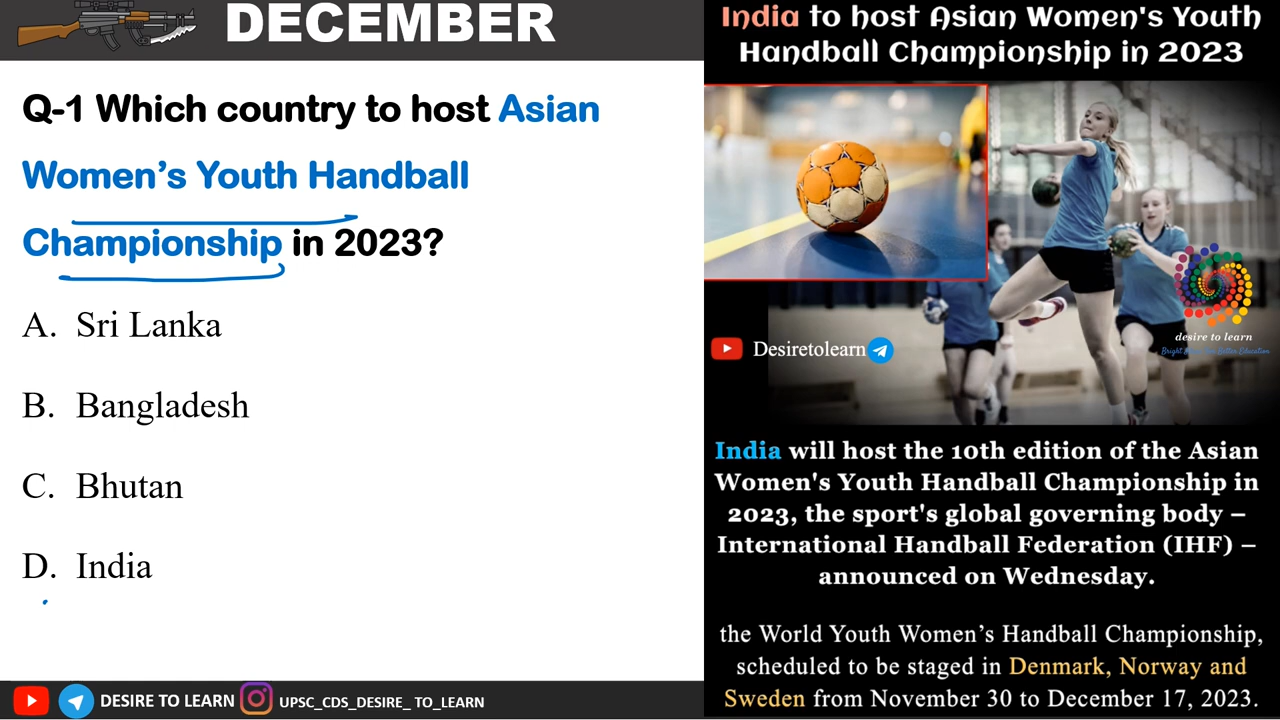 DECEMBER
Q-1 Which country to host Asian
Women’s Youth Handball
Championship in 2023?
A. Sri Lanka
B. Bangladesh
C. Bhutan
D. India
DESIRE TO LEARN
UPSC_CDS_DESIRE_ TO_LEARN
India to host Asian Women's Youth
Handball Championship in 2023
Desiretolearn
desire to learn
India will host the 10th edition of the Asian
Women's Youth Handball Championship in
2023, the sport's global governing body –
International Handball Federation (IHF) –
announced on Wednesday.
the World Youth Women’s Handball Championship,
scheduled to be staged in Denmark, Norway and
Sweden from November 30 to December 17, 2023.